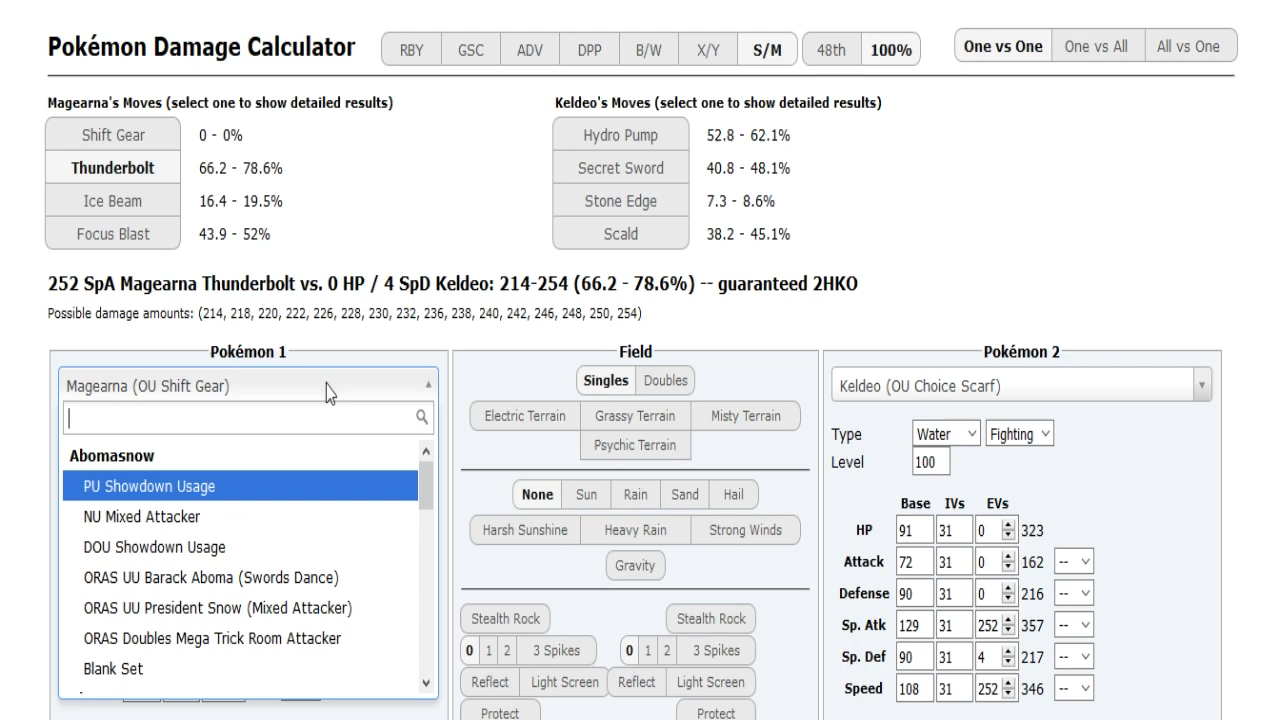 Pokémon Damage Calculator RBY GSC ADV DPP B/W X/Y S/M 48th 100% One vs One One vs All All vs One
Magearna's Moves (select one to show detailed results) Keldeo's Moves (select one to show detailed results)
Shift Gear 0 - 0% Hydro Pump 52.8 - 62.1%
Thunderbolt 66.2 - 78.6% Secret Sword 40.8 - 48.1%
Ice Beam 16.4 - 19.5% Stone Edge 7.3 - 8.6%
Focus Blast 43.9 - 52% Scald 38.2 - 45.1%
252 SpA Magearna Thunderbolt vs. 0 HP / 4 SpD Keldeo: 214-254 (66.2 - 78.6%) -- guaranteed 2HKO
Possible damage amounts: (214, 218, 220, 222, 226, 228, 230, 232, 236, 238, 240, 242, 246, 248, 250, 254)
Pokémon 1
Magearna (OU Shift Gear)
Abomasnow
PU Showdown Usage
NU Mixed Attacker
DOU Showdown Usage
ORAS UU Barack Aboma (Swords Dance)
ORAS UU President Snow (Mixed Attacker)
ORAS Doubles Mega Trick Room Attacker
Blank Set
Field
Singles Doubles
Electric Terrain Grassy Terrain Misty Terrain
Psychic Terrain
None Sun Rain Sand Hail
Harsh Sunshine Heavy Rain Strong Winds
Gravity
Stealth Rock Stealth Rock
0 1 2 3 Spikes 0 1 2 3 Spikes
Reflect Light Screen Reflect Light Screen
Protect Protect
Pokémon 2
Keldeo (OU Choice Scarf)
Type Water Fighting
Level 100
Base IVs EVs
HP 91 31 0 323
Attack 72 31 0 162 --
Defense 90 31 0 216 --
Sp. Atk 129 31 252 357 --
Sp. Def 90 31 4 217 --
Speed 108 31 252 346 --